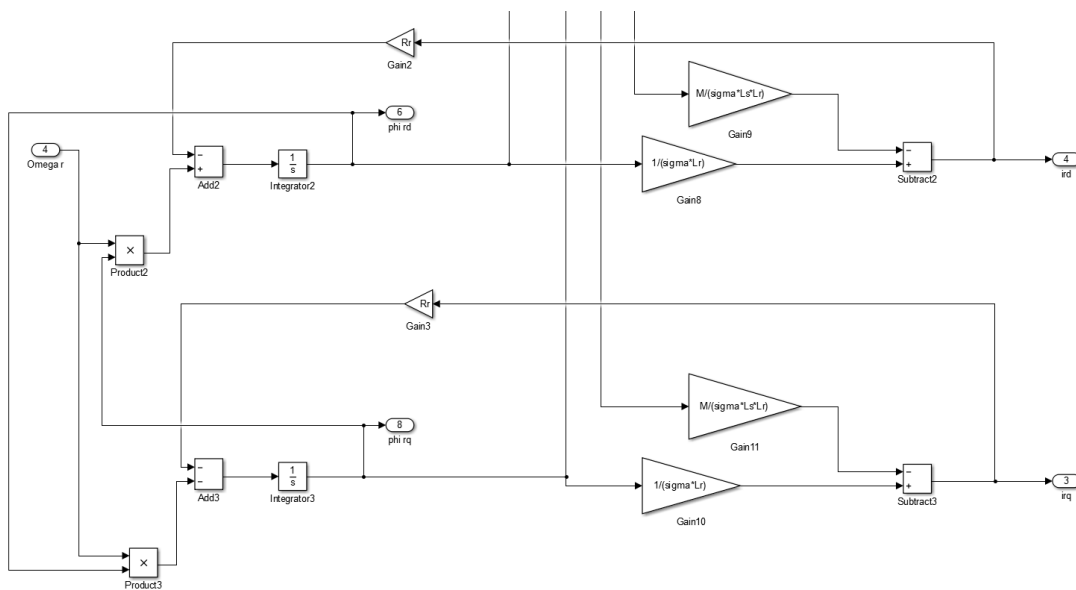 Rr
Gain2
M/(sigma*Ls*Lr)
Gain9
6
phi rd
4
Omega r
−
+
Add2
1
s
Integrator2
1/(sigma*Lr)
Gain8
−
+
Subtract2
4
ird
×
Product2
Rr
Gain3
M/(sigma*Ls*Lr)
Gain11
8
phi rq
−
−
Add3
1
s
Integrator3
1/(sigma*Lr)
Gain10
−
+
Subtract3
3
irq
×
Product3